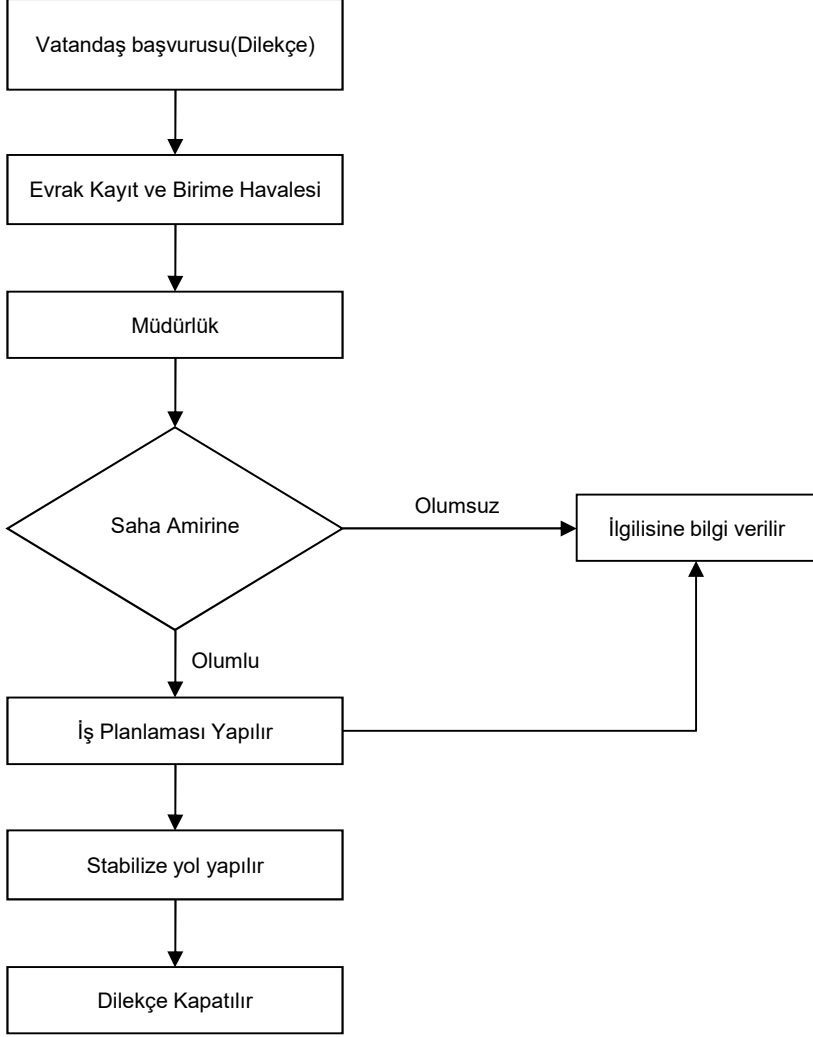 Vatandaş başvurusu(Dilekçe)
Evrak Kayıt ve Birime Havalesi
Müdürlük
Saha Amirine
Olumsuz
İlgilisine bilgi verilir
Olumlu
İş Planlaması Yapılır
Stabilize yol yapılır
Dilekçe Kapatılır